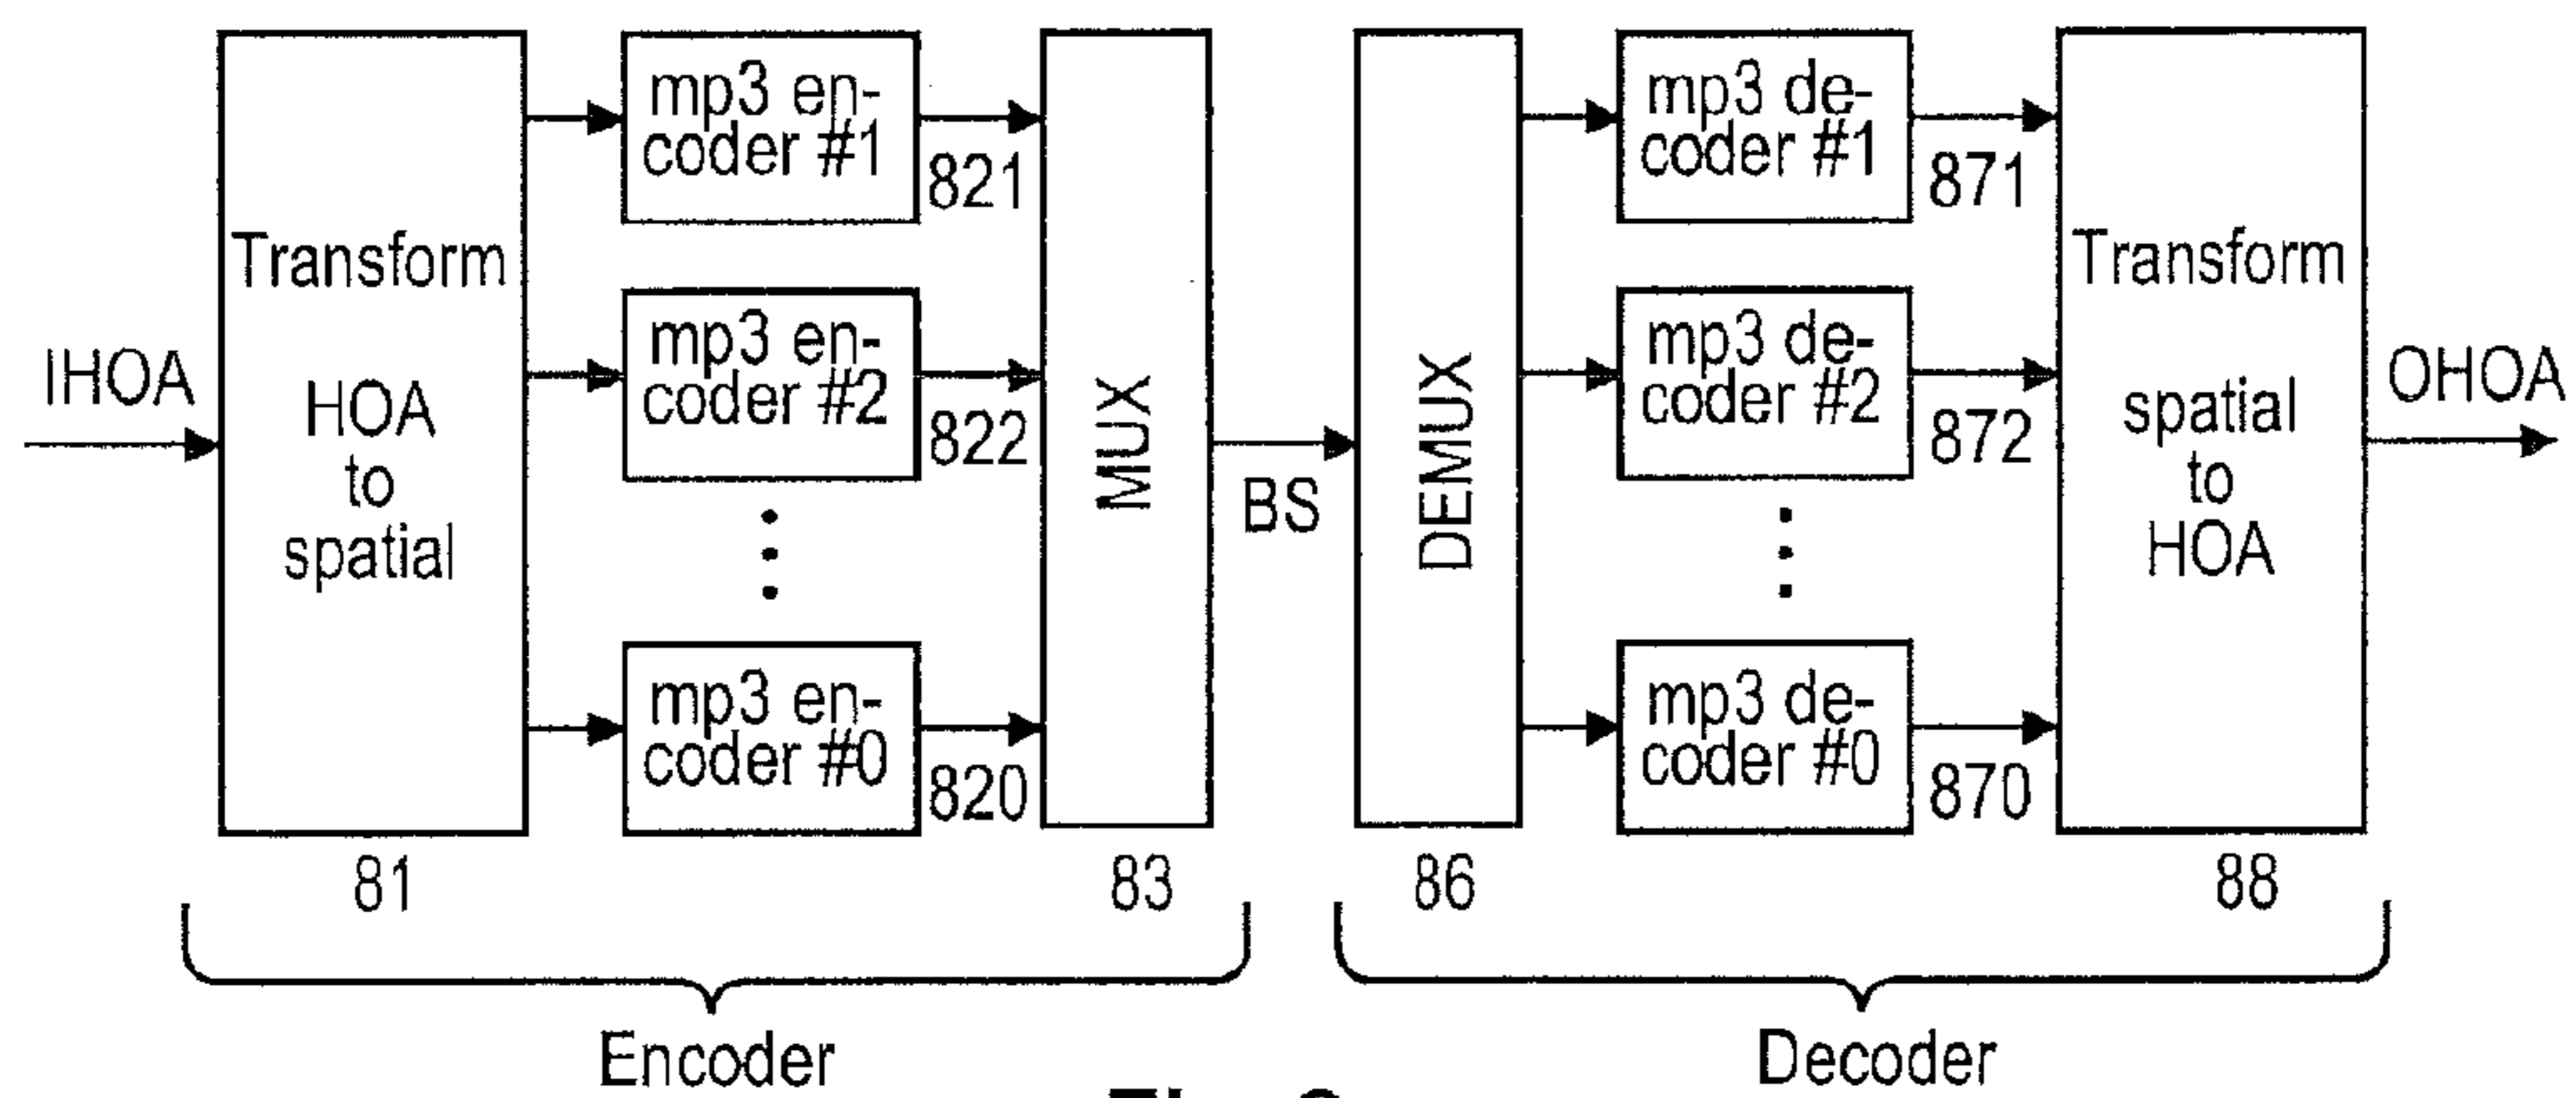 IHOA
Transform
HOA
to
spatial
81
mp3 en-
coder #1
821
mp3 en-
coder #2
822
mp3 en-
coder #0
820
MUX
83
BS
DEMUX
86
mp3 de-
coder #1
871
mp3 de-
coder #2
872
mp3 de-
coder #0
870
Transform
spatial
to
HOA
88
OHOA
Encoder
Decoder